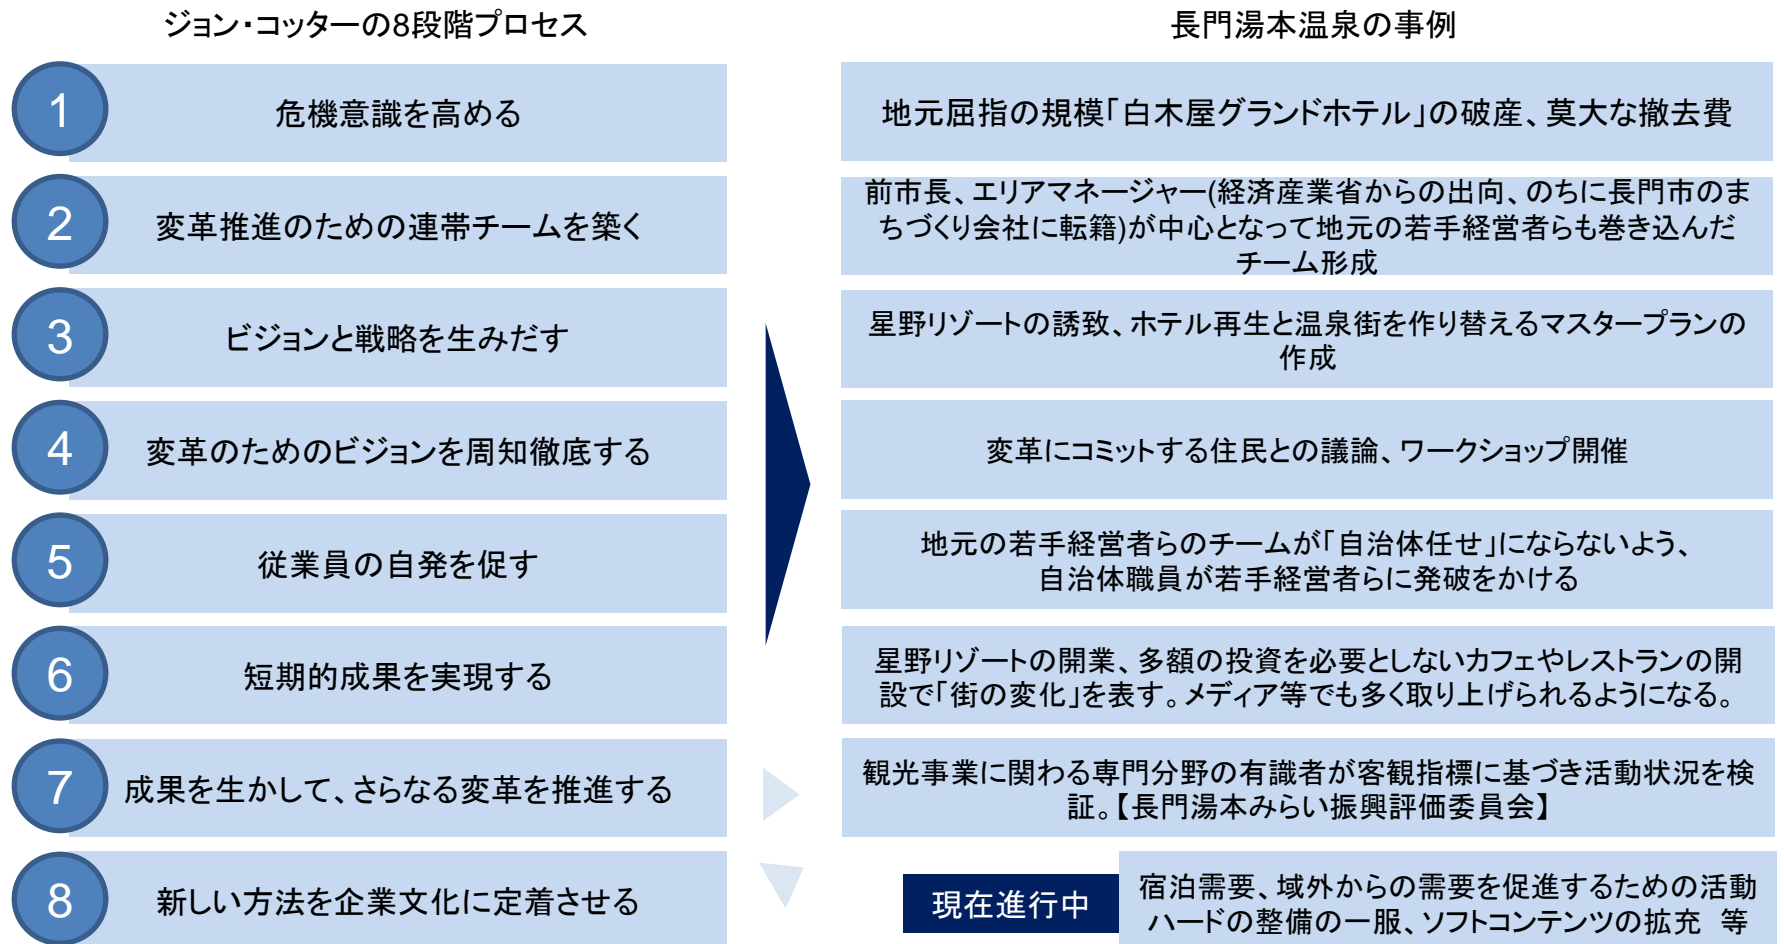 ジョン・コッターの8段階プロセス
長門湯本温泉の事例
1
危機意識を高める
地元屈指の規模「白木屋グランドホテル」の破産、莫大な撤去費
2
変革推進のための連帯チームを築く
前市長、エリアマネージャー(経済産業省からの出向、のちに長門市のま
ちづくり会社に転籍)が中心となって地元の若手経営者らも巻き込んだ
チーム形成
3
ビジョンと戦略を生みだす
星野リゾートの誘致、ホテル再生と温泉街を作り替えるマスタープランの
作成
4
変革のためのビジョンを周知徹底する
変革にコミットする住民との議論、ワークショップ開催
5
従業員の自発を促す
地元の若手経営者らのチームが「自治体任せ」にならないよう、
自治体職員が若手経営者らに発破をかける
6
短期的成果を実現する
星野リゾートの開業、多額の投資を必要としないカフェやレストランの開
設で「街の変化」を表す。メディア等でも多く取り上げられるようになる。
7
成果を生かして、さらなる変革を推進する
観光事業に関わる専門分野の有識者が客観指標に基づき活動状況を検
証。【長門湯本みらい振興評価委員会】
8
新しい方法を企業文化に定着させる
現在進行中
宿泊需要、域外からの需要を促進するための活動
ハードの整備の一服、ソフトコンテンツの拡充　等